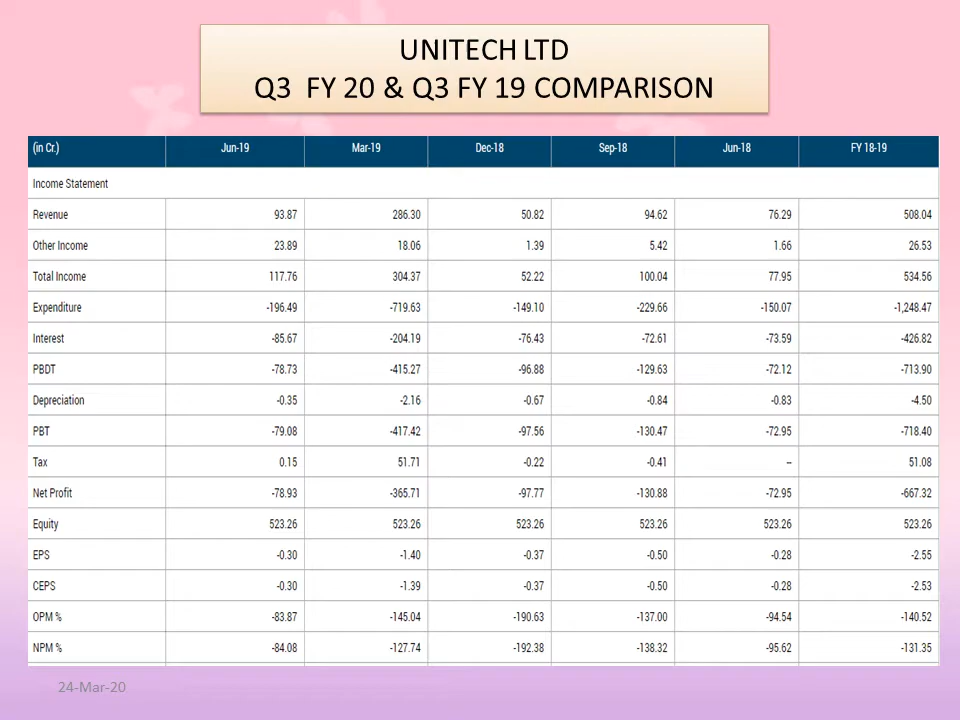 UNITECH LTD
Q3 FY 20 & Q3 FY 19 COMPARISON
(in Cr.) Jun-19 Mar-19 Dec-18 Sep-18 Jun-18 FY 18-19
Income Statement
Revenue 93.87 286.30 50.82 94.62 76.29 508.04
Other Income 23.89 18.06 1.39 5.42 1.66 26.53
Total Income 117.76 304.37 52.22 100.04 77.95 534.56
Expenditure -196.49 -719.63 -149.10 -229.66 -150.07 -1,248.47
Interest -85.67 -204.19 -76.43 -72.61 -73.59 -426.82
PBDT -78.73 -415.27 -96.88 -129.63 -72.12 -713.90
Depreciation -0.35 -2.16 -0.67 -0.84 -0.83 -4.50
PBT -79.08 -417.42 -97.56 -130.47 -72.95 -718.40
Tax 0.15 51.71 -0.22 -0.41 -- 51.08
Net Profit -78.93 -365.71 -97.77 -130.88 -72.95 -667.32
Equity 523.26 523.26 523.26 523.26 523.26 523.26
EPS -0.30 -1.40 -0.37 -0.50 -0.28 -2.55
CEPS -0.30 -1.39 -0.37 -0.50 -0.28 -2.53
OPM % -83.87 -145.04 -190.63 -137.00 -94.54 -140.52
NPM % -84.08 -127.74 -192.38 -138.32 -95.62 -131.35
24-Mar-20